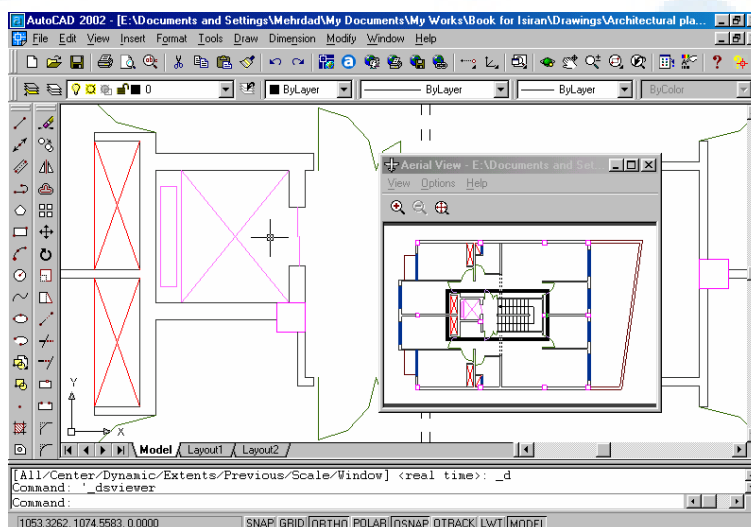 AutoCAD 2002 - [E:\Documents and Settings\Mehrdad\My Documents\My Works\Book for Isiran\Drawings\Architectural pla...
File Edit View Insert Format Tools Draw Dimension Modify Window Help
0 ByLayer ByLayer ByLayer ByColor
Aerial View - E:\Documents and Set...
View Options Help
Y
X
Model Layout1 Layout2
[All/Center/Dynamic/Extents/Previous/Scale/Window] <real time>: _d
Command: '_dsviewer
Command:
1053.3262, 1074.5583, 0.0000 SNAP GRID ORTHO POLAR OSNAP OTRACK LWT MODEL